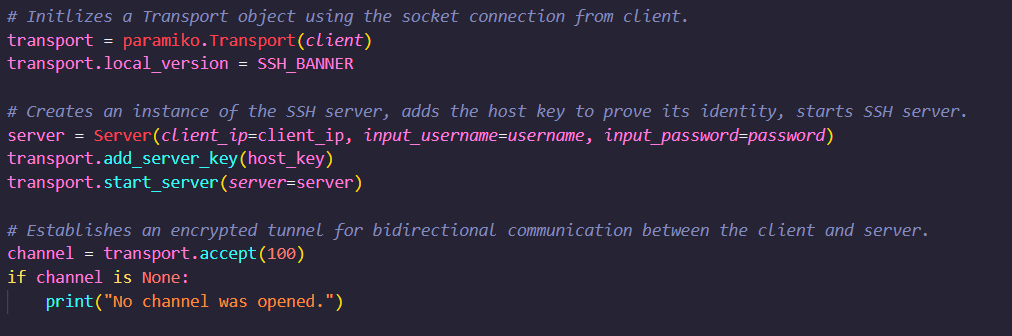 # Initlizes a Transport object using the socket connection from client.
transport = paramiko.Transport(client)
transport.local_version = SSH_BANNER
# Creates an instance of the SSH server, adds the host key to prove its identity, starts SSH server.
server = Server(client_ip=client_ip, input_username=username, input_password=password)
transport.add_server_key(host_key)
transport.start_server(server=server)
# Establishes an encrypted tunnel for bidirectional communication between the client and server.
channel = transport.accept(100)
if channel is None:
    print("No channel was opened.")